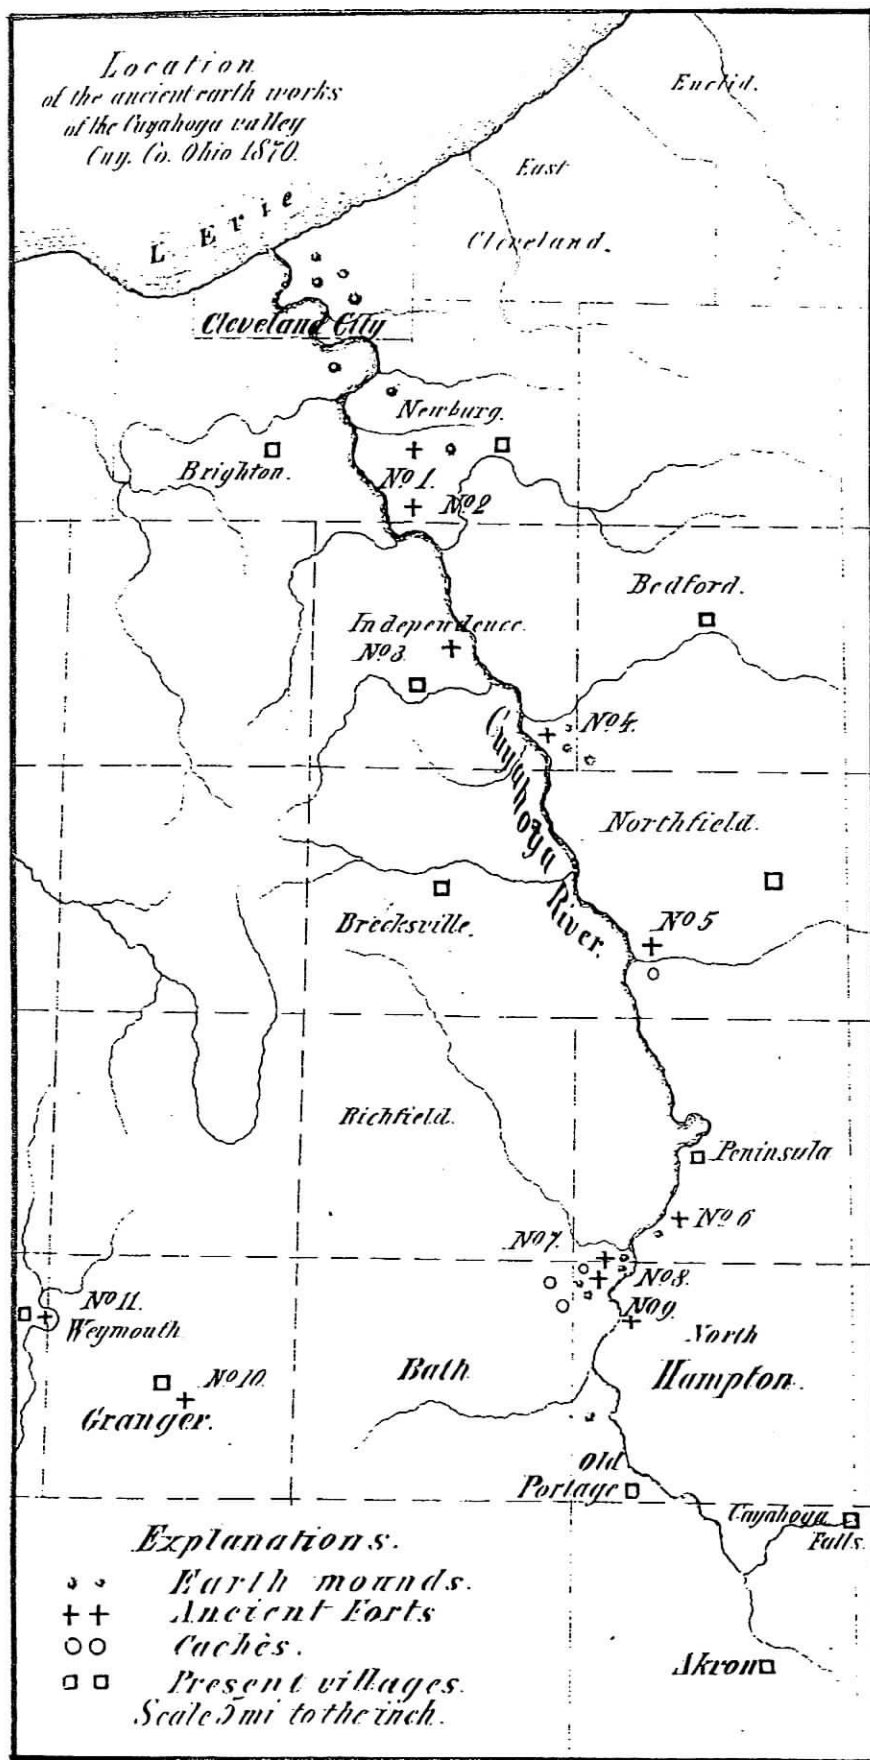 Location
of the ancient earth works
of the Cuyahoga valley
Cuy. Co. Ohio 1870.
Euclid.
East
Cleveland.
L Erie
Cleveland City
Newburg.
Brighton.
No 1.
No 2
Bedford.
Independence.
No 3.
No 4.
Cuyahoga River.
Northfield.
Brecksville.
No 5
Richfield.
Peninsula
No 6
No 7.
No 8.
No 9.
No 11.
Weymouth
North
Hampton.
Bath
No 10.
Granger.
Old
Portage
Cayahoga
Falls.
Explanations.
Earth mounds.
Ancient Forts
Cachès.
Present villages.
Scale 5 mi to the inch.
Akron